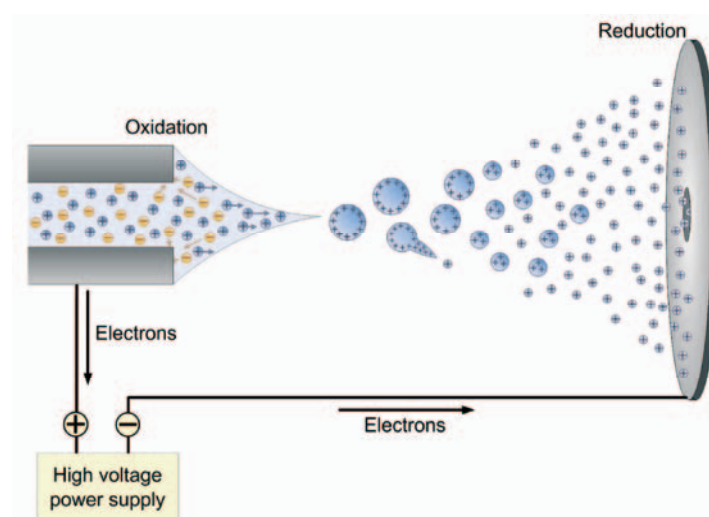 Reduction
Oxidation
Electrons
Electrons
High voltage
power supply